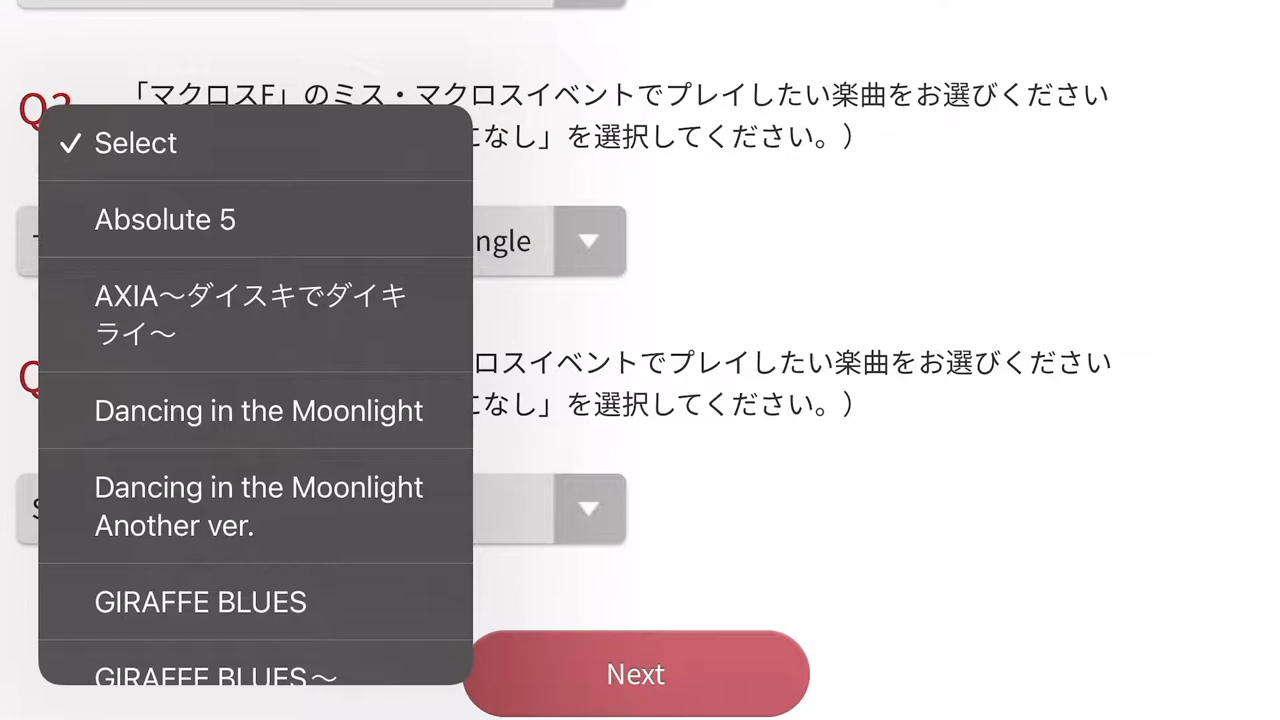 「マクロスF」のミス・マクロスイベントでプレイしたい楽曲をお選びください
なし」を選択してください。）
Select
Absolute 5
ngle
AXIA〜ダイスキでダイキ
ライ〜
ロスイベントでプレイしたい楽曲をお選びください
なし」を選択してください。）
Dancing in the Moonlight
Dancing in the Moonlight
Another ver.
GIRAFFE BLUES
GIRAFFE BLUES〜
Next